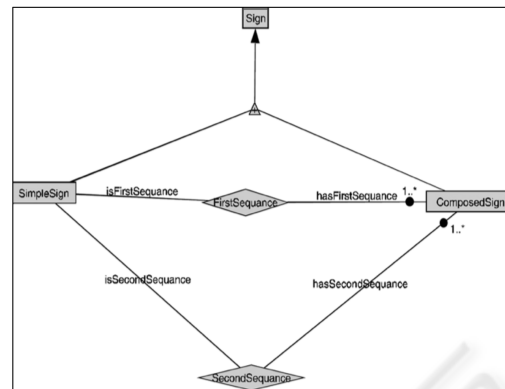 Sign
SimpleSign
isFirstSequance
FirstSequance
hasFirstSequance
1..*
ComposedSign
1..*
isSecondSequance
hasSecondSequance
SecondSequance